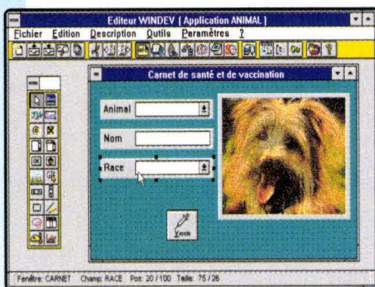 Editeur WINDEV ( Application ANIMAL )
Fichier Edition Description Outils Paramètres ?
Carnet de santé et de vaccination
Animal
Nom
Race
Vaccin
Fenêtre: CARNET Champ: RACE Pos: 20 / 100 Taille: 75 / 26